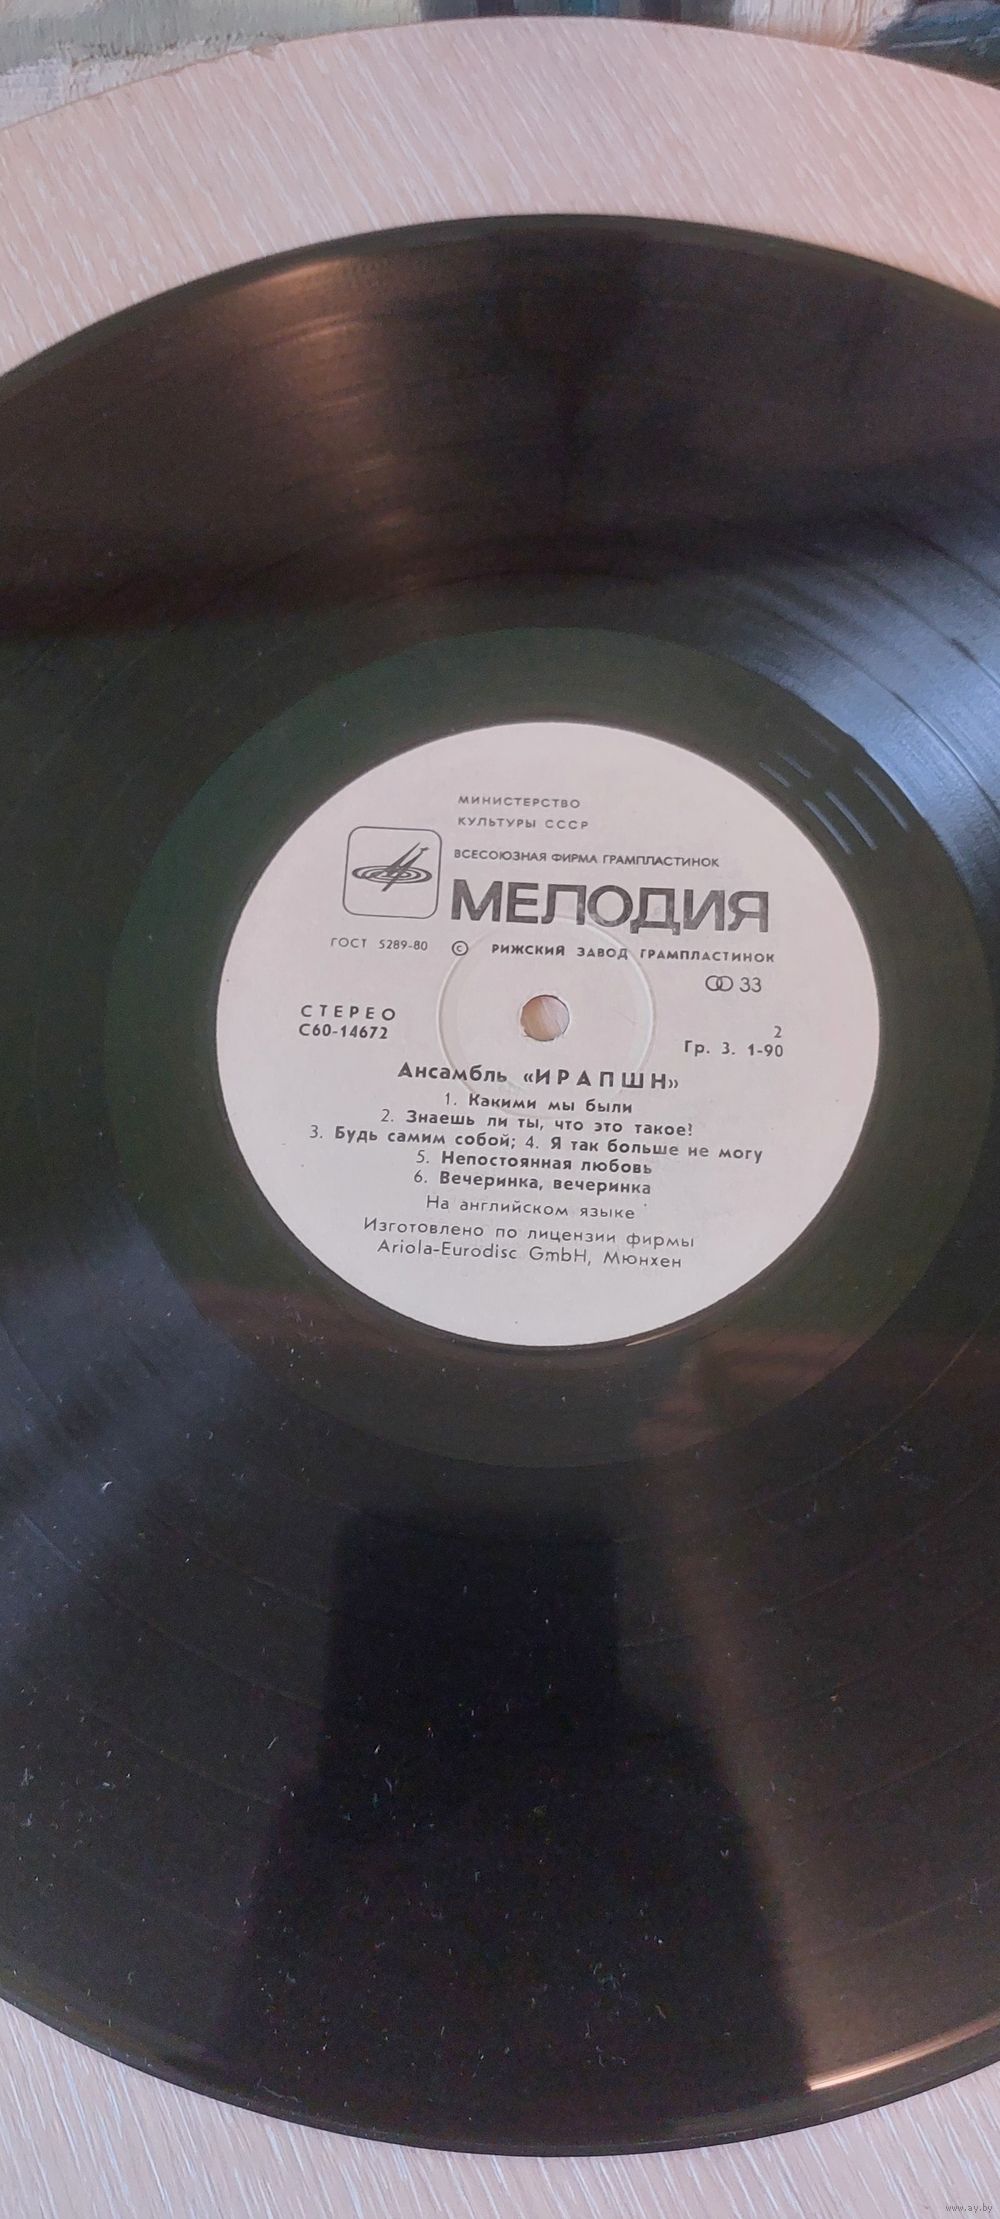 МИНИСТЕРСТВО
КУЛЬТУРЫ СССР
ВСЕСОЮЗНАЯ ФИРМА ГРАМПЛАСТИНОК
МЕЛОДИЯ
ГОСТ 5289-80 © РИЖСКИЙ ЗАВОД ГРАМПЛАСТИНОК
33
СТЕРЕО
С60-14672
2
Гр. 3. 1-90
Ансамбль «ИРАПШН»
1. Какими мы были
2. Знаешь ли ты, что это такое?
3. Будь самим собой; 4. Я так больше не могу
5. Непостоянная любовь
6. Вечеринка, вечеринка
На английском языке
Изготовлено по лицензии фирмы
Ariola-Eurodisc GmbH, Мюнхен
www.ay.by